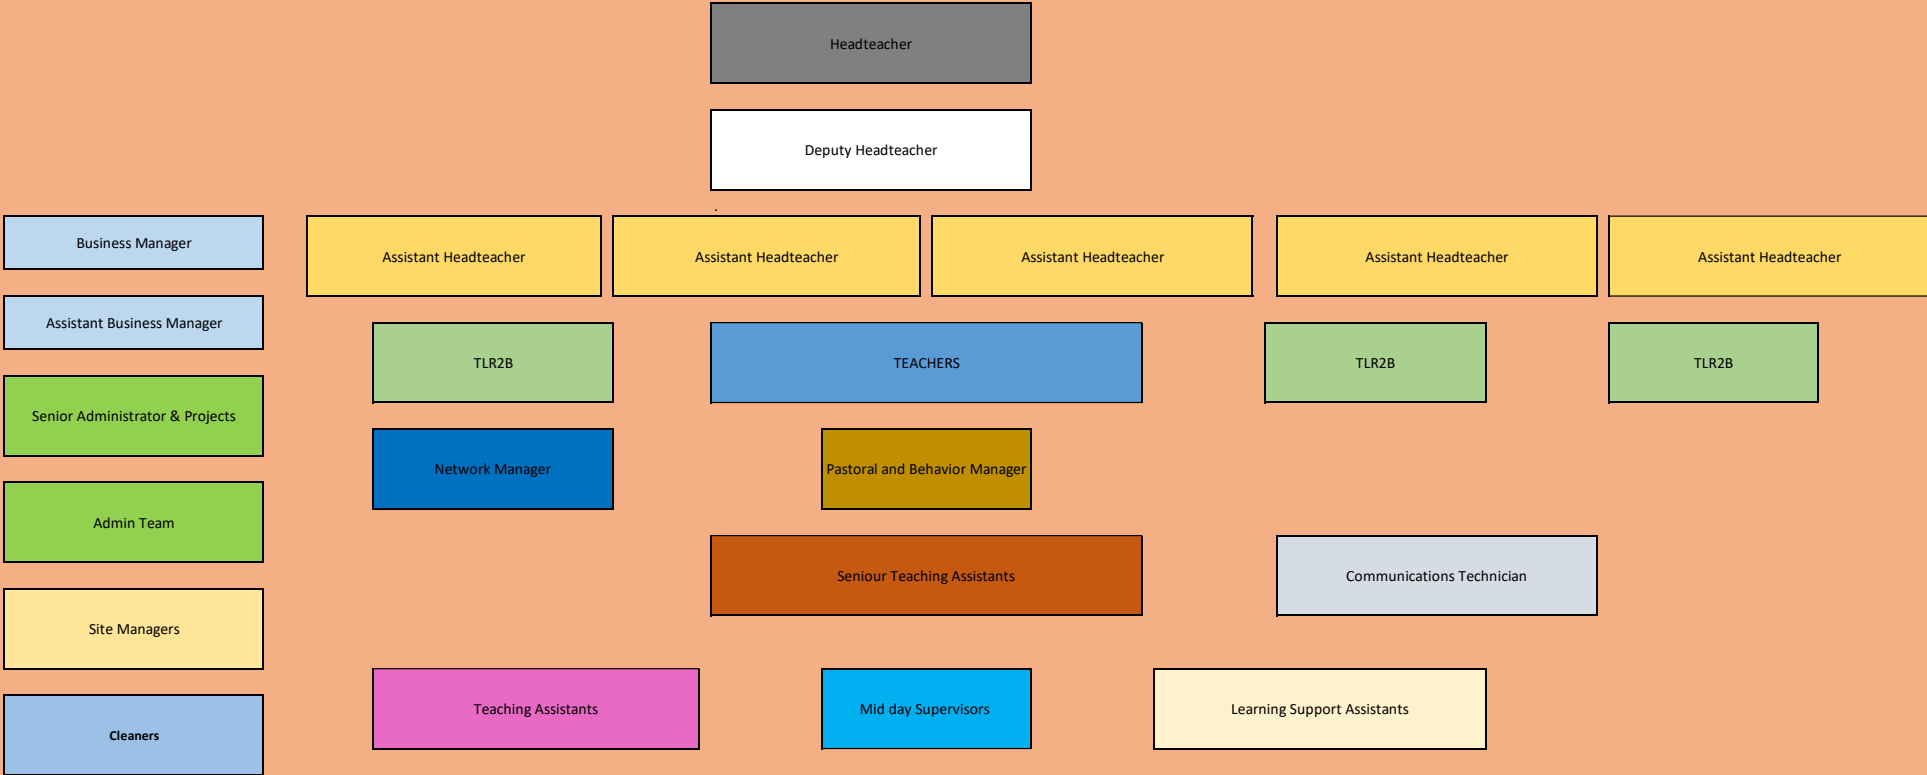 Headteacher
Deputy Headteacher
.
Business Manager
Assistant Headteacher
Assistant Headteacher
Assistant Headteacher
Assistant Headteacher
Assistant Headteacher
Assistant Business Manager
TLR2B
TEACHERS
TLR2B
TLR2B
Senior Administrator & Projects
Network Manager
Pastoral and Behavior Manager
Admin Team
Seniour Teaching Assistants
Communications Technician
Site Managers
Teaching Assistants
Mid day Supervisors
Learning Support Assistants
Cleaners